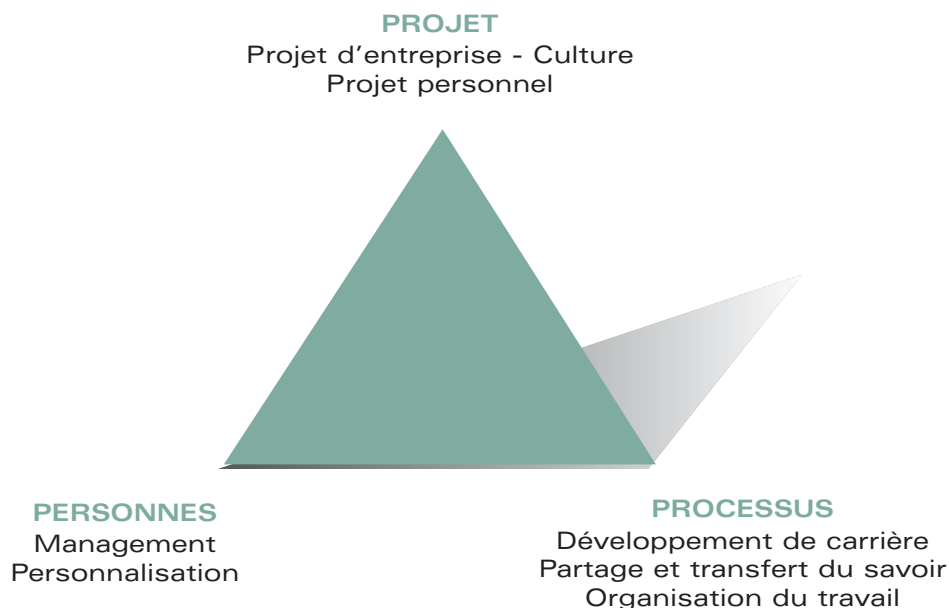 PROJET
Projet d’entreprise - Culture
Projet personnel
PERSONNES
Management
Personnalisation
PROCESSUS
Développement de carrière
Partage et transfert du savoir
Organisation du travail